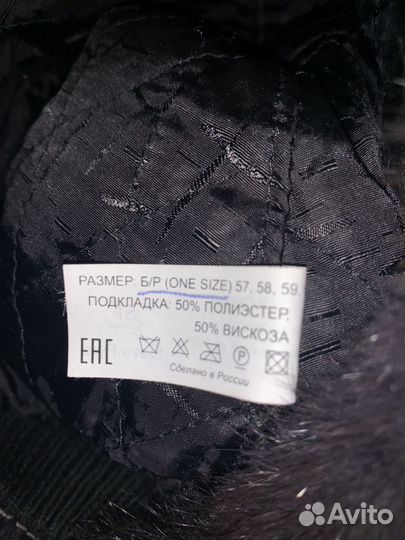 РАЗМЕР: Б/Р (ONE SIZE) 57, 58, 59,
ПОДКЛАДКА: 50% ПОЛИЭСТЕР,
50% ВИСКОЗА
EAC
Сделано в России
Avito